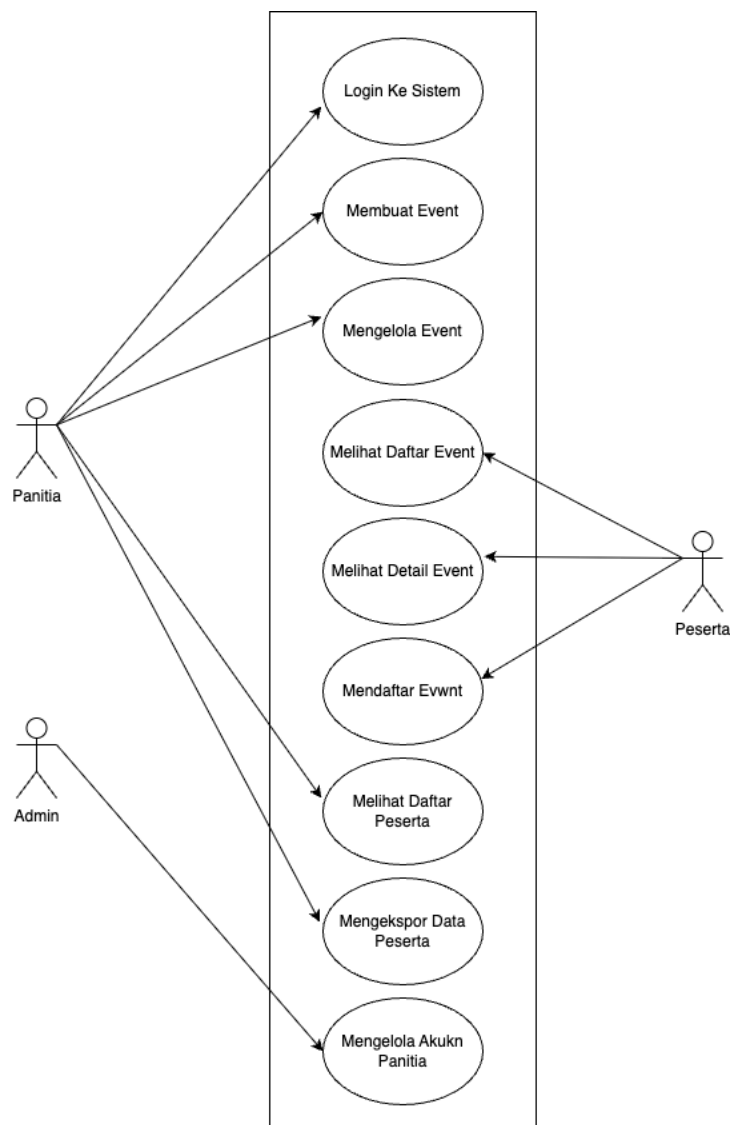 Login Ke Sistem
Membuat Event
Mengelola Event
Melihat Daftar Event
Panitia
Melihat Detail Event
Peserta
Mendaftar Evwnt
Melihat Daftar
Peserta
Admin
Mengekspor Data
Peserta
Mengelola Akukn
Panitia